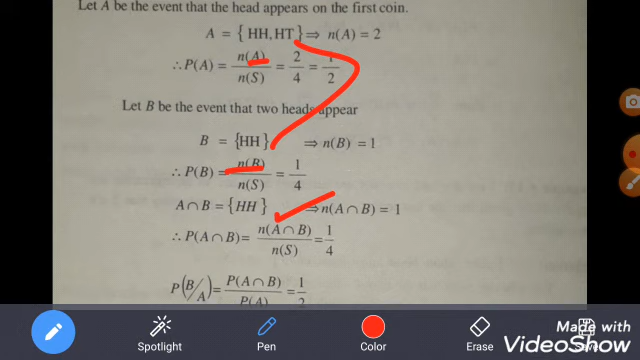 Let A be the event that the head appears on the first coin.
A = { HH, HT } ⇒ n(A) = 2
∴ P(A) = n(A)/n(S) = 2/4 = 1/2
Let B be the event that two heads appear
B = {HH} ⇒ n(B) = 1
∴ P(B) = n(B)/n(S) = 1/4
A ∩ B = {HH} ⇒ n(A ∩ B) = 1
∴ P(A ∩ B) = n(A ∩ B)/n(S) = 1/4
P(B/A) = P(A ∩ B)/P(A) = 1/2
Spotlight Pen Color Erase
Made with
VideoShow